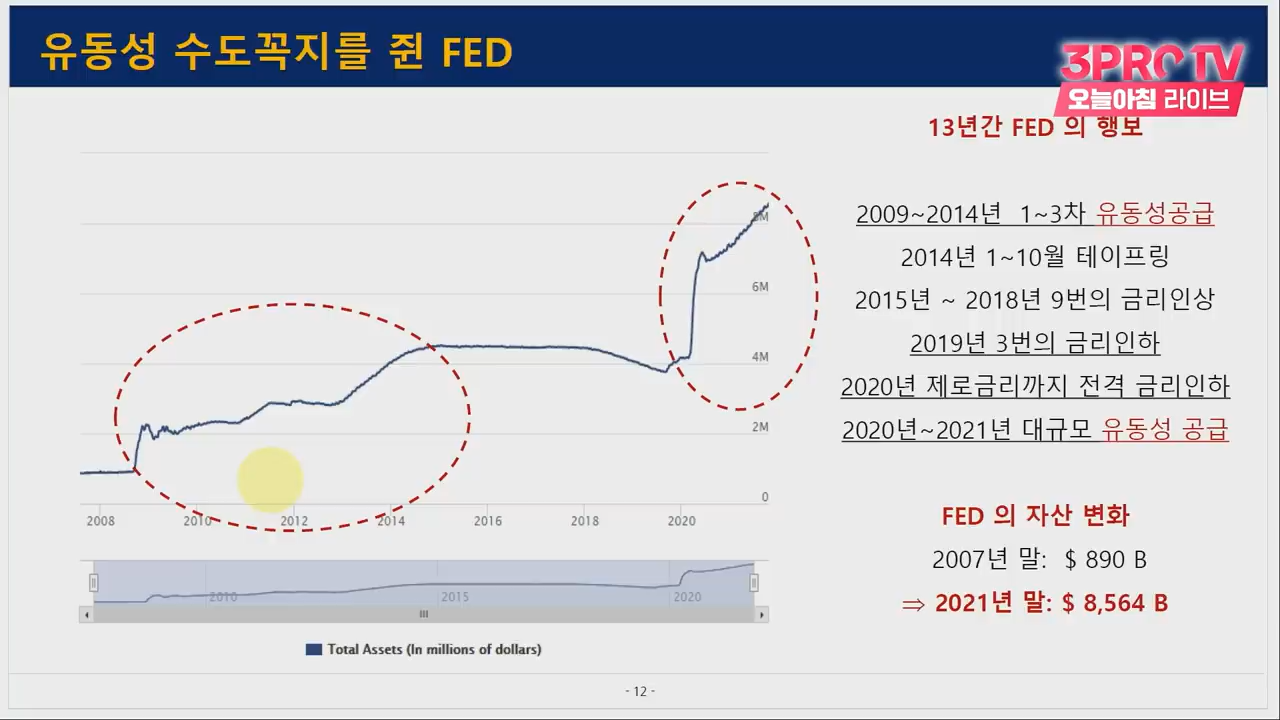 유동성 수도꼭지를 쥔 FED
3PRO TV
오늘아침 라이브
13년간 FED 의 행보
2009~2014년 1~3차 유동성공급
2014년 1~10월 테이프링
2015년 ~ 2018년 9번의 금리인상
2019년 3번의 금리인하
2020년 제로금리까지 전격 금리인하
2020년~2021년 대규모 유동성 공급
FED 의 자산 변화
2007년 말: $ 890 B
⇒ 2021년 말: $ 8,564 B
8M
6M
4M
2M
0
2008 2010 2012 2014 2016 2018 2020
2010 2015 2020
Total Assets (In millions of dollars)
- 12 -